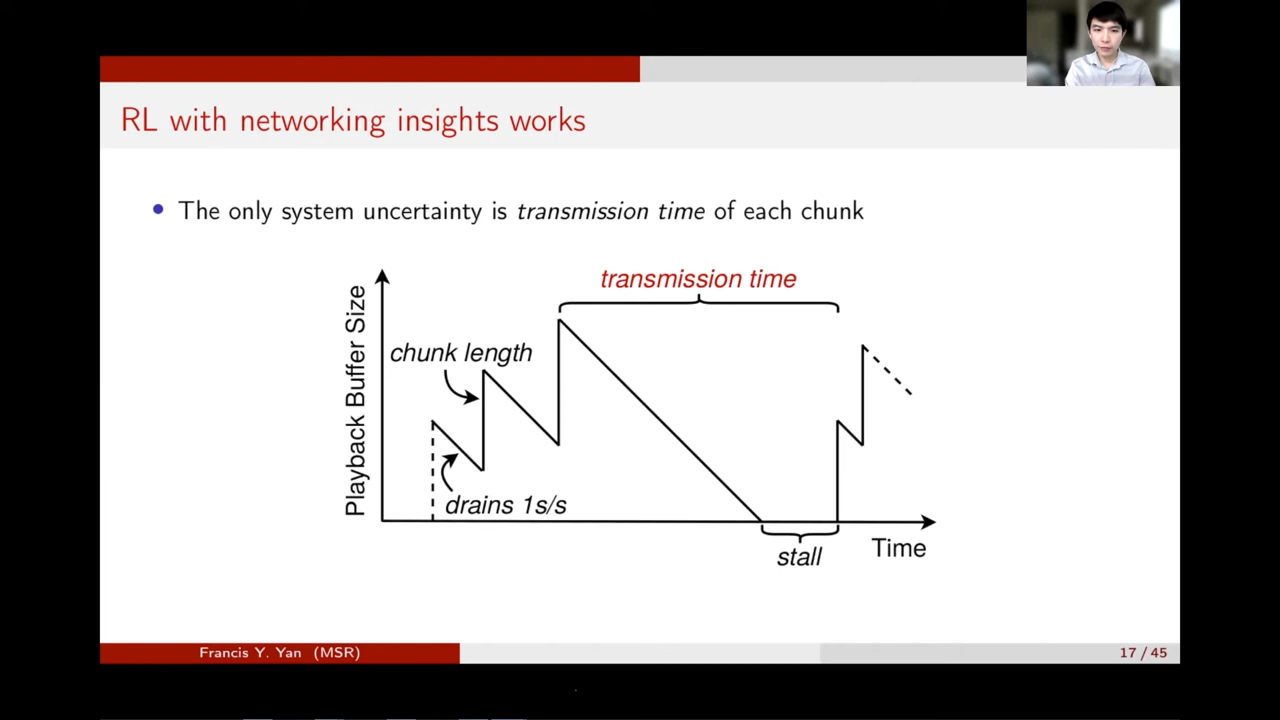 RL with networking insights works
• The only system uncertainty is transmission time of each chunk
transmission time
chunk length
Playback Buffer Size
drains 1s/s
stall
Time
Francis Y. Yan (MSR)
17 / 45